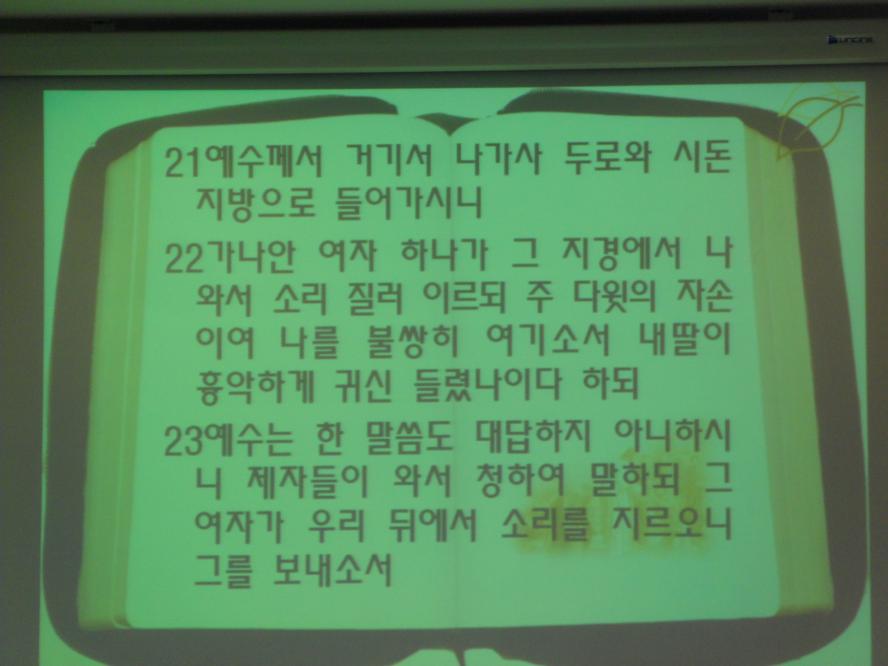 21예수께서 거기서 나가사 두로와 시돈
지방으로 들어가시니
22가나안 여자 하나가 그 지경에서 나
와서 소리 질러 이르되 주 다윗의 자손
이여 나를 불쌍히 여기소서 내딸이
흉악하게 귀신 들렸나이다 하되
23예수는 한 말씀도 대답하지 아니하시
니 제자들이 와서 청하여 말하되 그
여자가 우리 뒤에서 소리를 지르오니
그를 보내소서